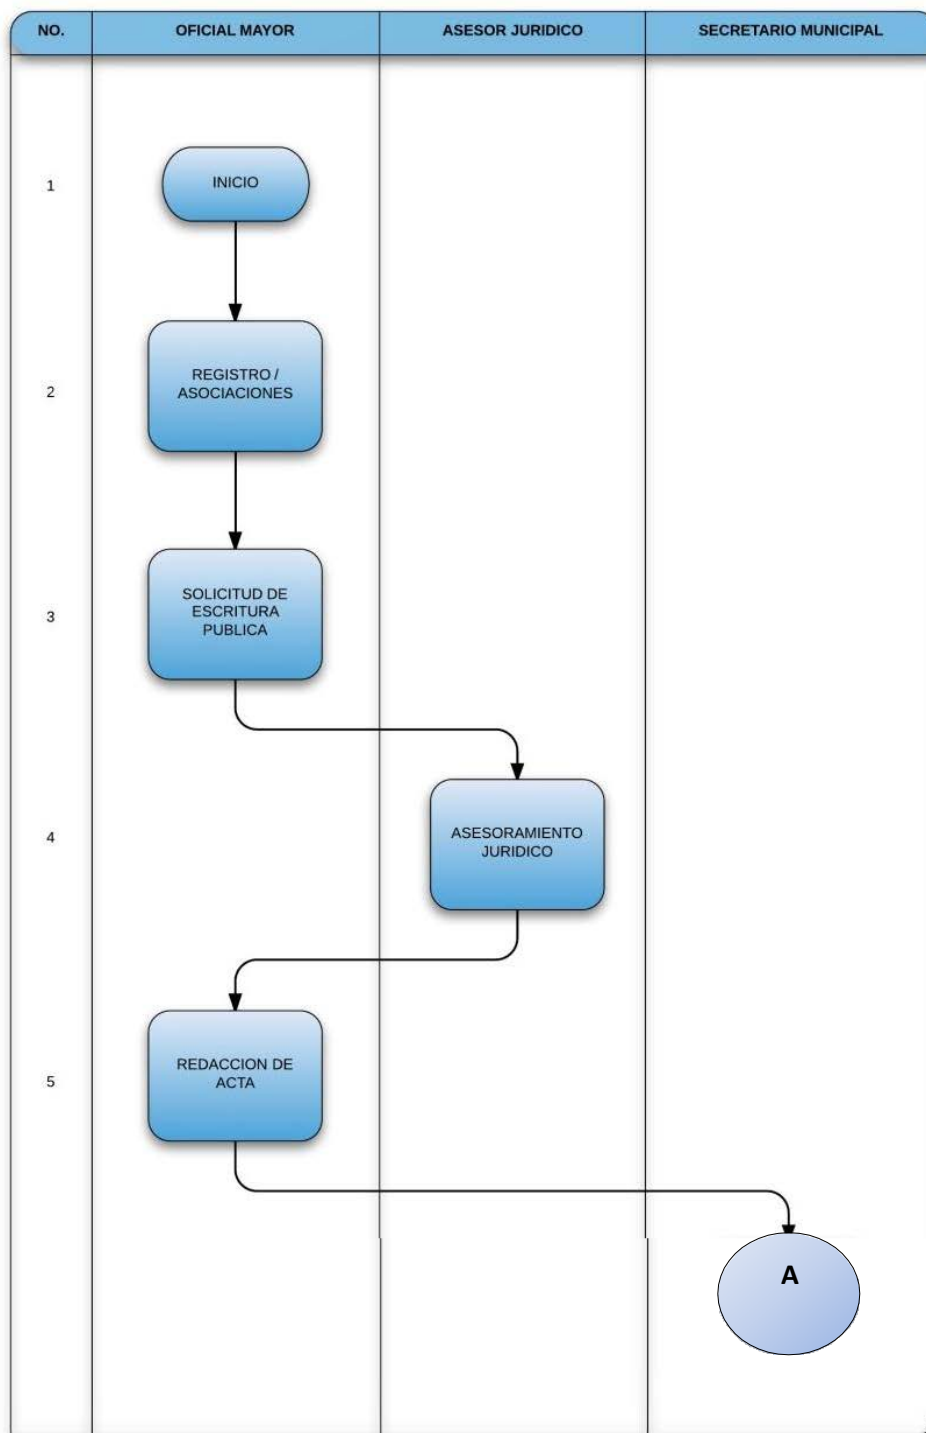 NO. OFICIAL MAYOR ASESOR JURIDICO SECRETARIO MUNICIPAL
1
INICIO
2
REGISTRO /
ASOCIACIONES
3
SOLICITUD DE
ESCRITURA
PUBLICA
4
ASESORAMIENTO
JURIDICO
5
REDACCION DE
ACTA
A